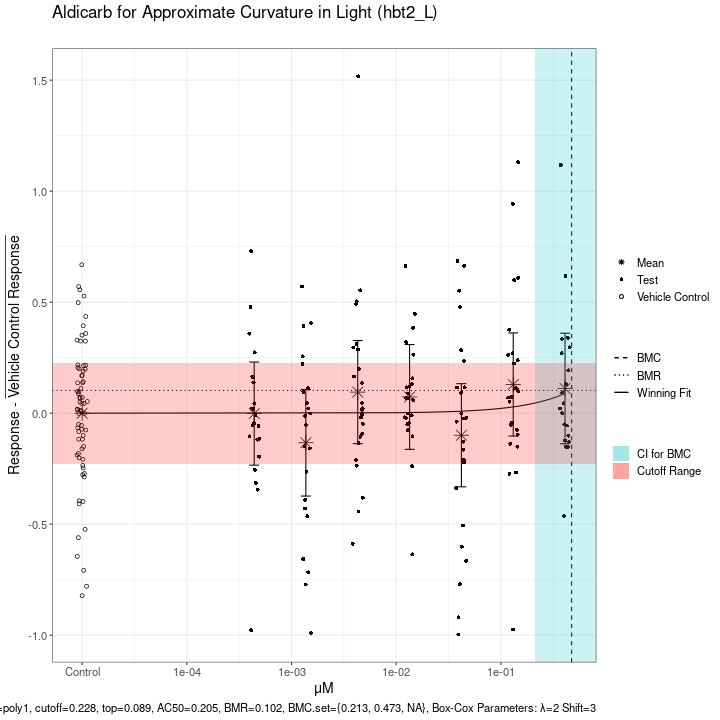 Aldicarb for Approximate Curvature in Light (hbt2_L)
Response - Vehicle Control Response
1.5
1.0
0.5
0.0
-0.5
-1.0
Control
1e-04
1e-03
1e-02
1e-01
μM
Mean
Test
Vehicle Control
BMC
BMR
Winning Fit
CI for BMC
Cutoff Range
=poly1, cutoff=0.228, top=0.089, AC50=0.205, BMR=0.102, BMC.set={0.213, 0.473, NA}, Box-Cox Parameters: λ=2 Shift=3